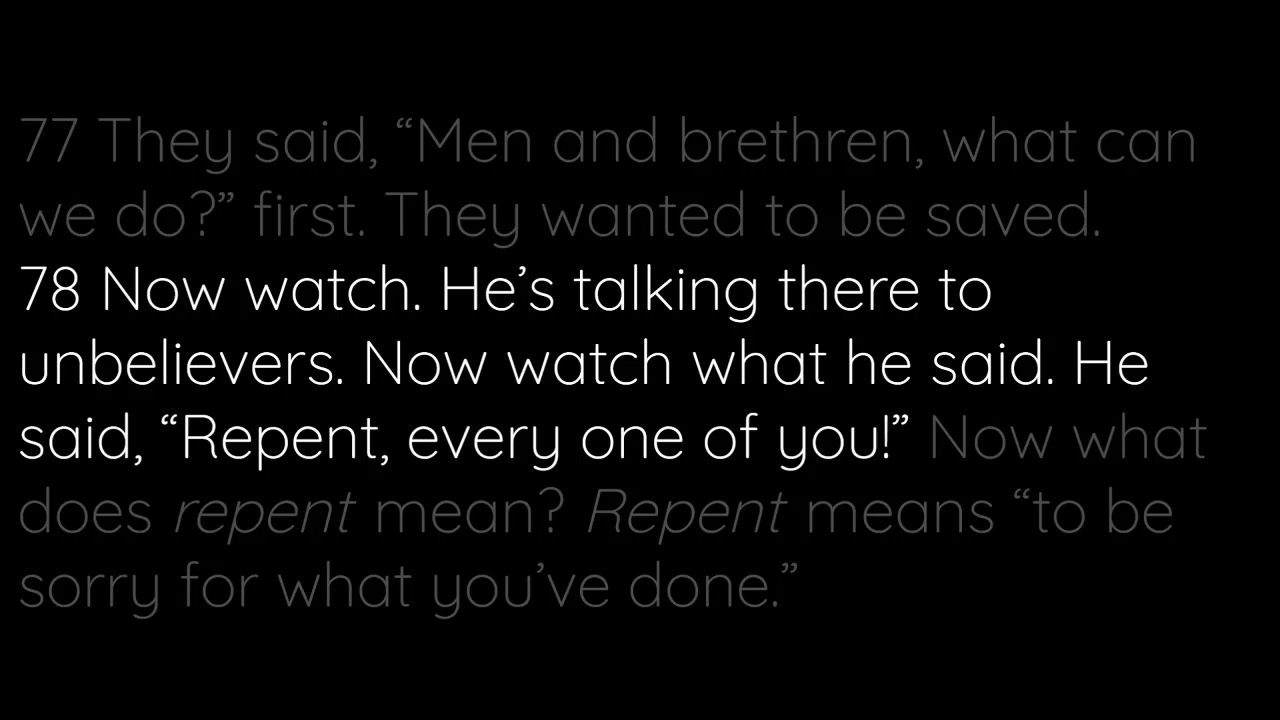 77 They said, “Men and brethren, what can
we do?” first. They wanted to be saved.
78 Now watch. He’s talking there to
unbelievers. Now watch what he said. He
said, “Repent, every one of you!” Now what
does repent mean? Repent means “to be
sorry for what you’ve done.”